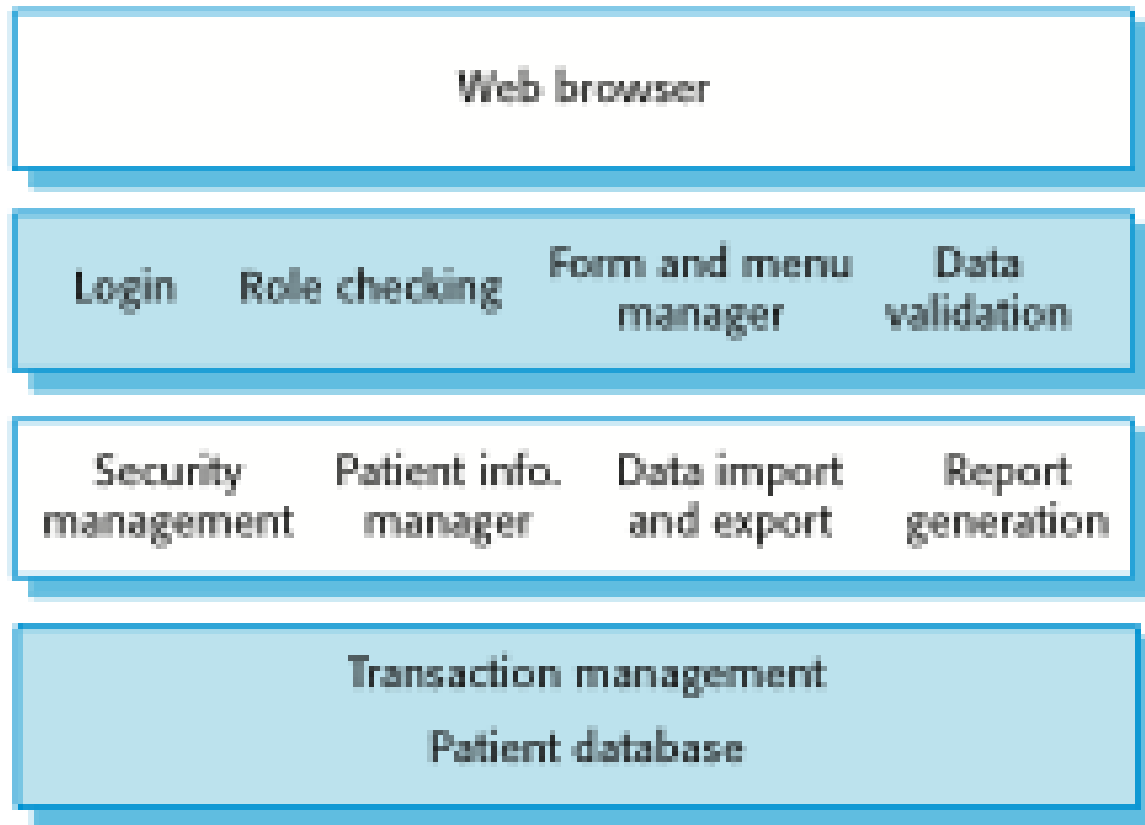 Web browser
Login Role checking Form and menu manager Data validation
Security management Patient info. manager Data import and export Report generation
Transaction management
Patient database